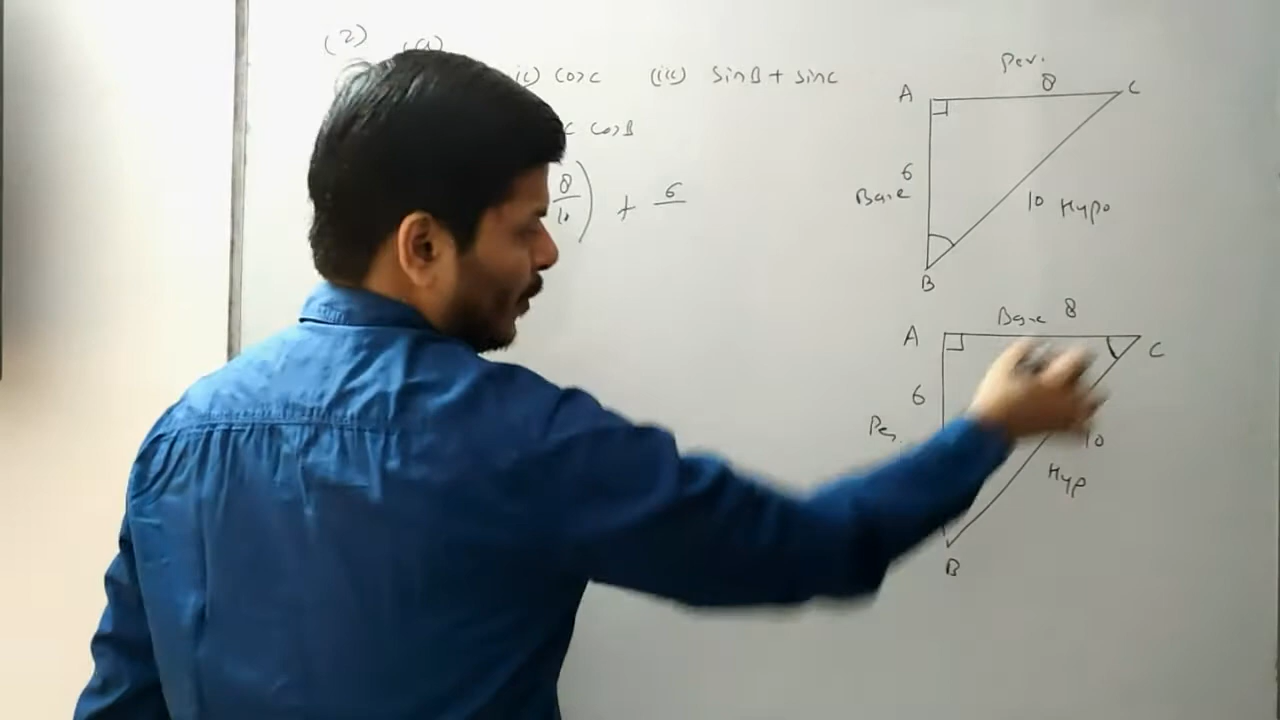 (2) (a)
ii) cosC (iii) sinB + sinC
C cosB
8/10) + 6
Per.
8
A C
6
Base
10 Hypo
B
Base 8
A C
6
Per.
10
Hyp
B